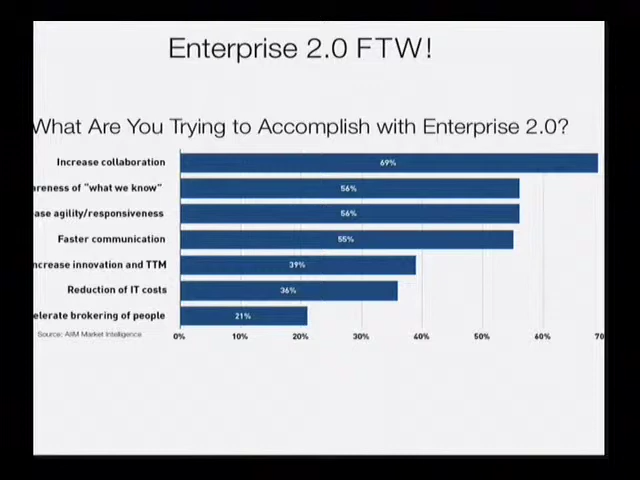 Enterprise 2.0 FTW!
What Are You Trying to Accomplish with Enterprise 2.0?
Increase collaboration 69%
areness of "what we know" 56%
ase agility/responsiveness 56%
Faster communication 55%
ncrease innovation and TTM 39%
Reduction of IT costs 36%
elerate brokering of people 21%
Source: AIIM Market Intelligence
0% 10% 20% 30% 40% 50% 60% 70